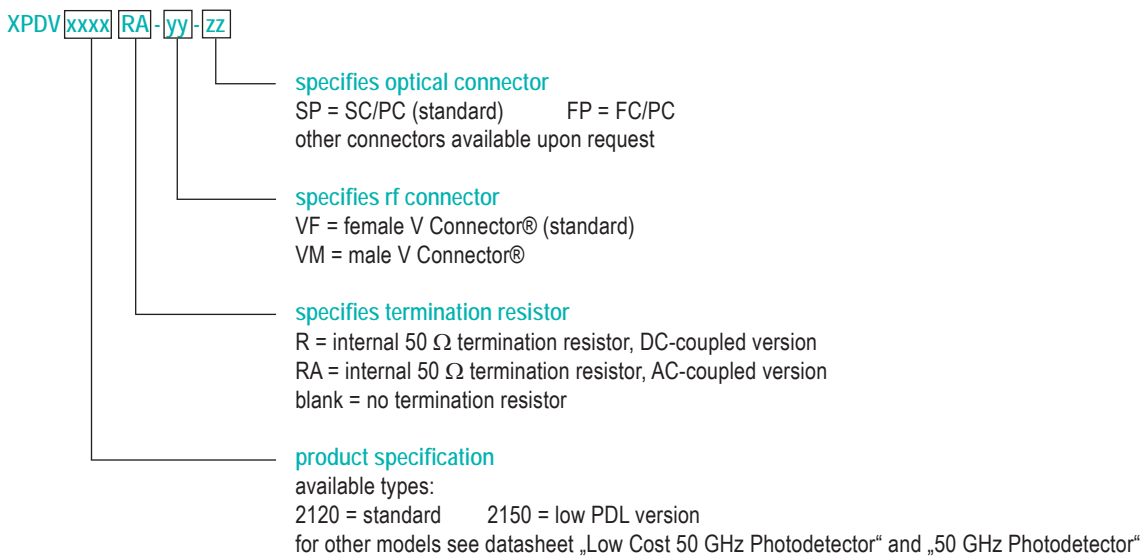 XPDV xxxx RA - yy - zz
specifies optical connector
SP = SC/PC (standard) FP = FC/PC
other connectors available upon request
specifies rf connector
VF = female V Connector® (standard)
VM = male V Connector®
specifies termination resistor
R = internal 50 Ω termination resistor, DC-coupled version
RA = internal 50 Ω termination resistor, AC-coupled version
blank = no termination resistor
product specification
available types:
2120 = standard 2150 = low PDL version
for other models see datasheet „Low Cost 50 GHz Photodetector“ and „50 GHz Photodetector“